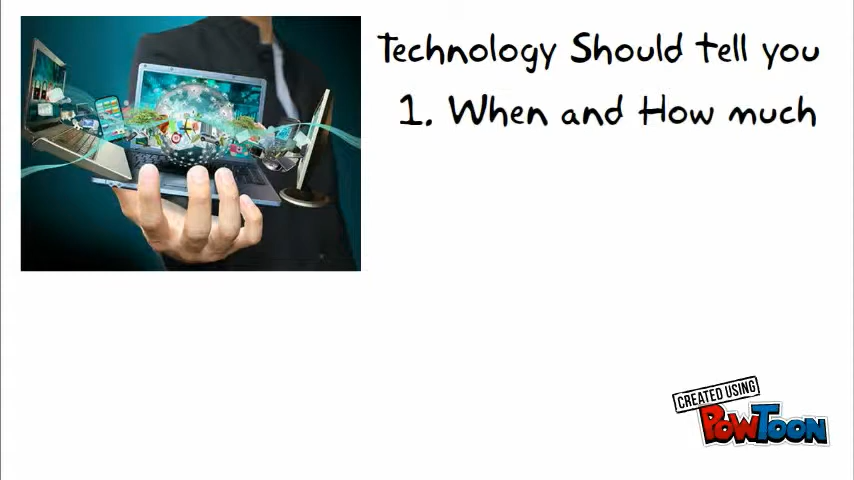 Technology Should tell you
1. When and How much
CREATED USING
POWTOON